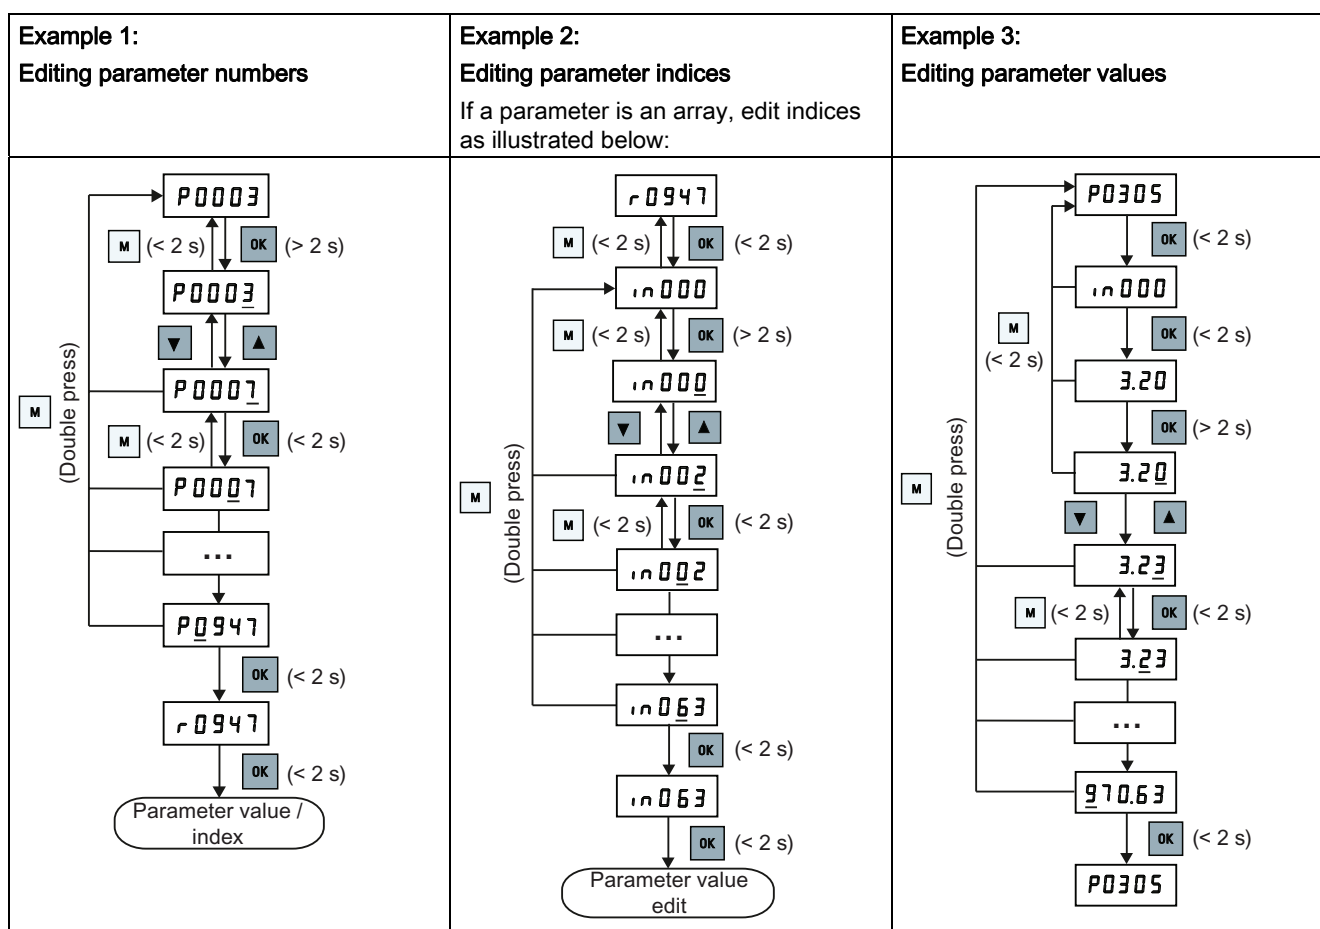 Example 1:
Editing parameter numbers
P0003
M (< 2 s) OK (> 2 s)
P0003
▼ ▲
P0007
M (< 2 s) OK (< 2 s)
P0007
...
P0947
OK (< 2 s)
r0947
OK (< 2 s)
Parameter value /
index
M
(Double press)
Example 2:
Editing parameter indices
If a parameter is an array, edit indices
as illustrated below:
r0947
M (< 2 s) OK (< 2 s)
in000
M (< 2 s) OK (> 2 s)
in000
▼ ▲
in002
M (< 2 s) OK (< 2 s)
in002
...
in063
OK (< 2 s)
in063
OK (< 2 s)
Parameter value
edit
M
(Double press)
Example 3:
Editing parameter values
P0305
OK (< 2 s)
in000
OK (< 2 s)
M
(< 2 s)
3.20
OK (> 2 s)
3.20
▼ ▲
3.23
M (< 2 s) OK (< 2 s)
3.23
...
970.63
OK (< 2 s)
P0305
M
(Double press)